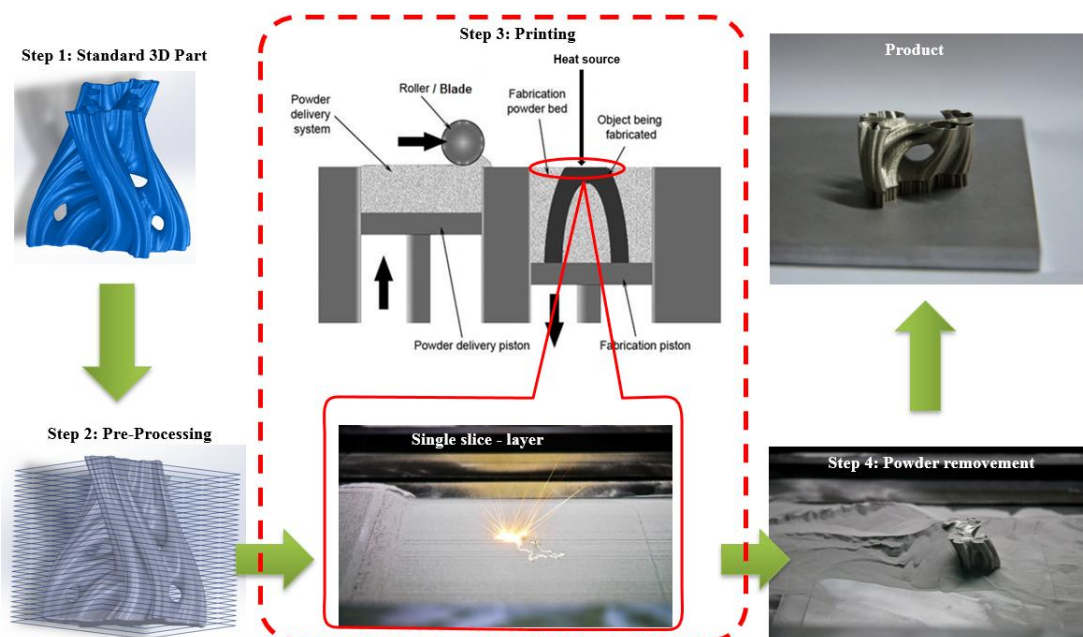 Step 1: Standard 3D Part
Step 2: Pre-Processing
Step 3: Printing
Heat source
Roller / Blade
Fabrication
powder bed
Powder
delivery
system
Object being
fabricated
Powder delivery piston
Fabrication piston
Single slice - layer
Step 4: Powder removement
Product